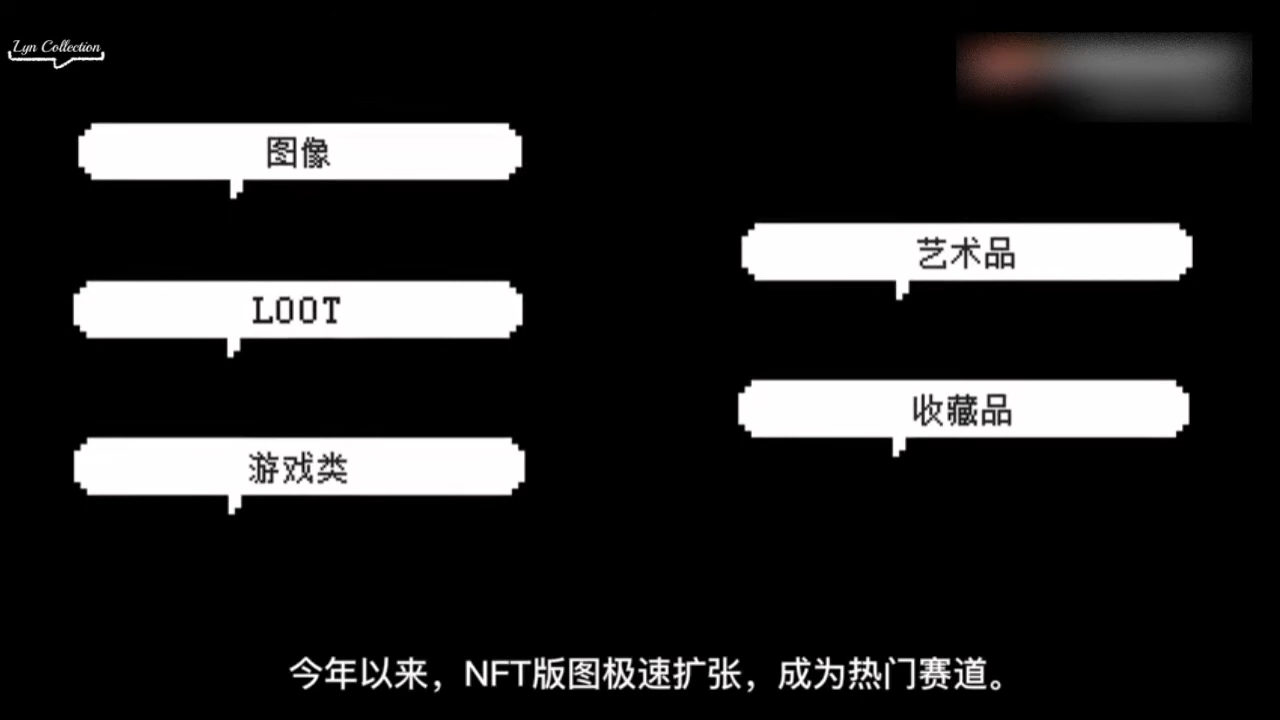 Lyn Collection
图像
艺术品
LOOT
收藏品
游戏类
今年以来，NFT版图极速扩张，成为热门赛道。